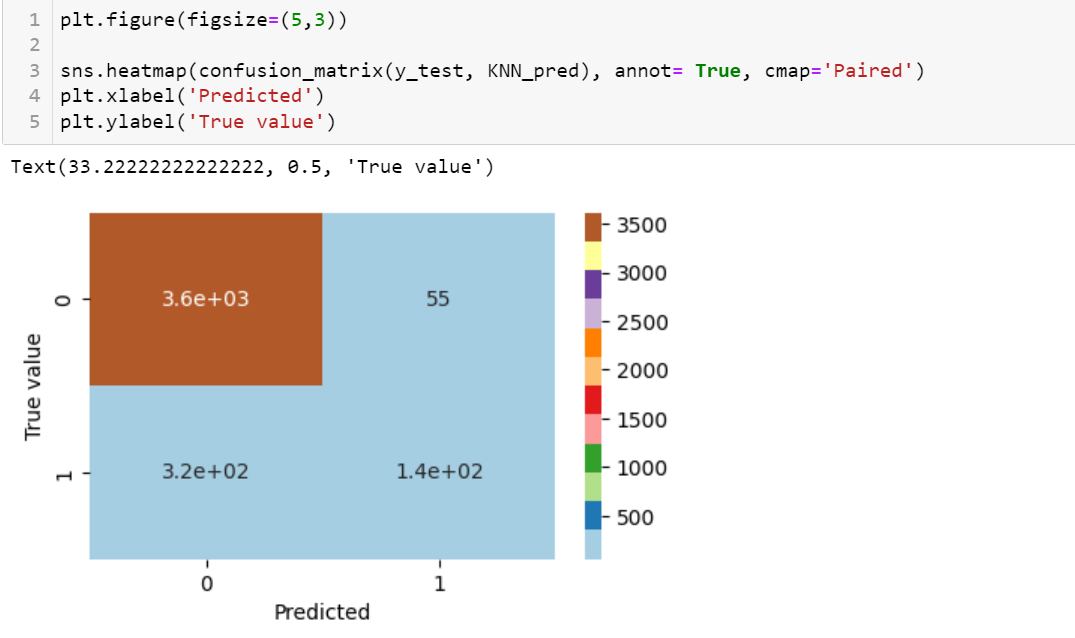 1 plt.figure(figsize=(5,3))
2
3 sns.heatmap(confusion_matrix(y_test, KNN_pred), annot= True, cmap='Paired')
4 plt.xlabel('Predicted')
5 plt.ylabel('True value')
Text(33.22222222222222, 0.5, 'True value')
3500
3.6e+03 55
0
3000
2500
2000
True value
1500
3.2e+02 1.4e+02
1
1000
500
0 1
Predicted